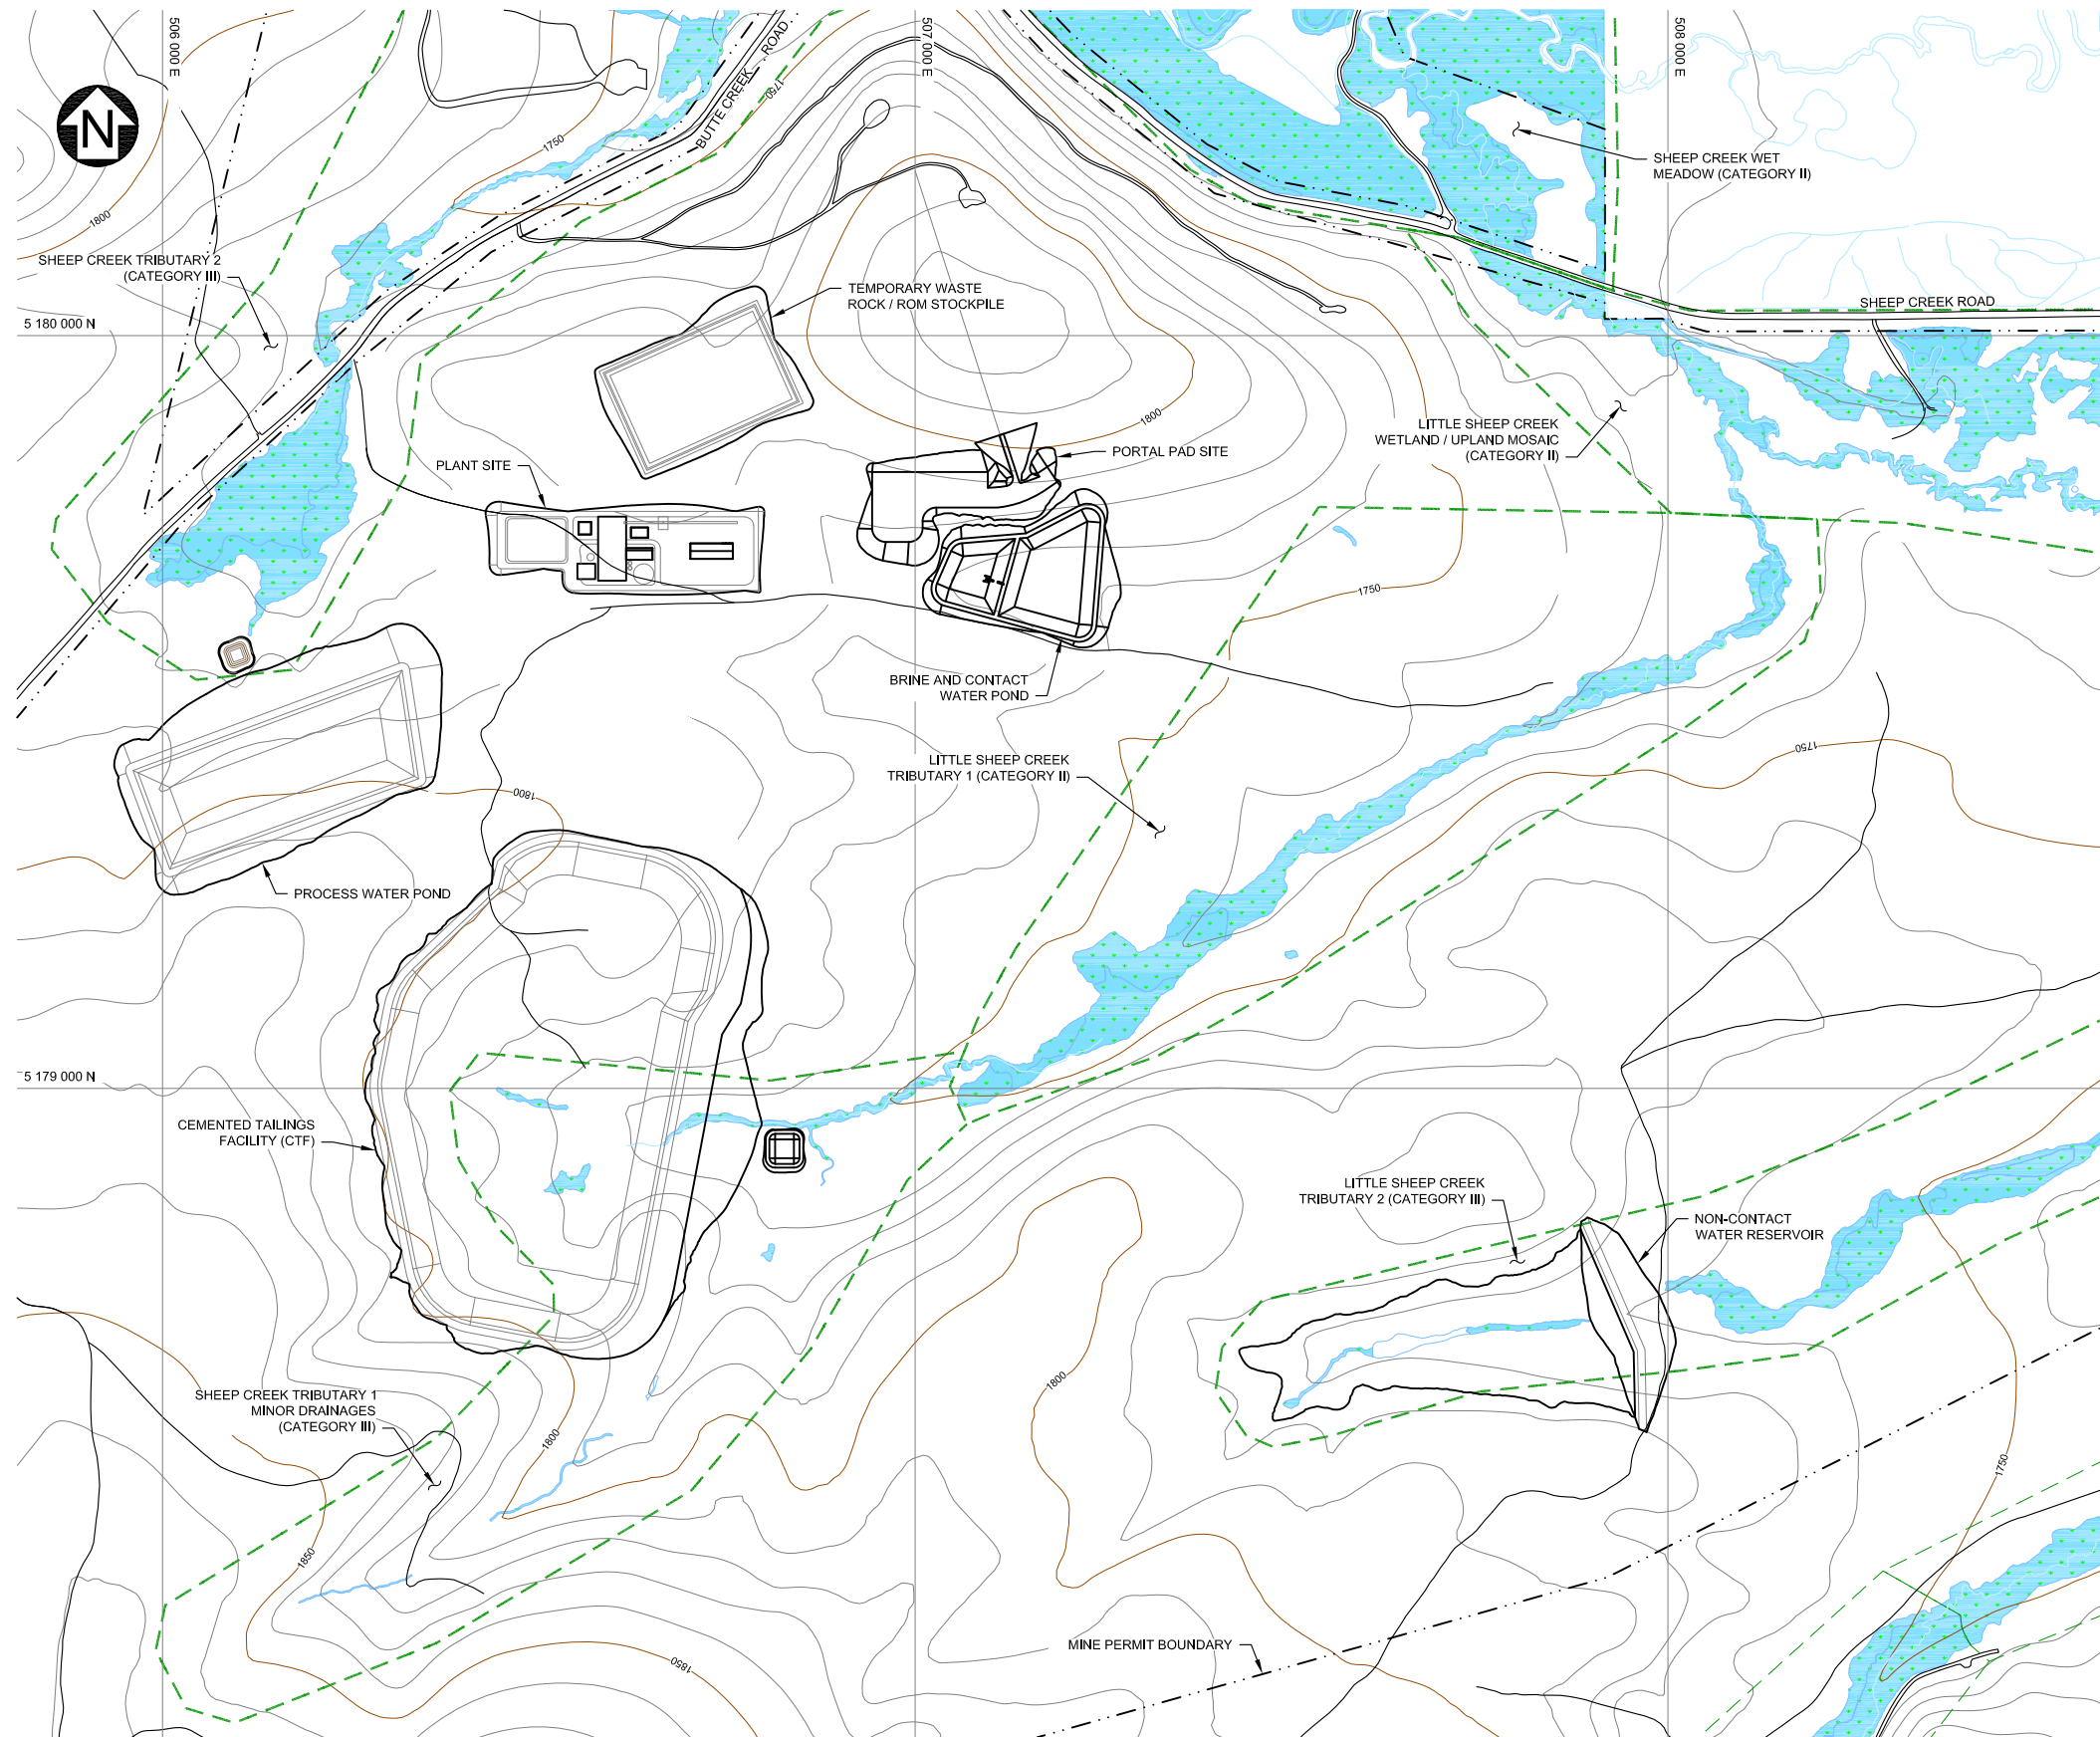 506 000 E
507 000 E
508 000 E
N
BUTTE CREEK ROAD
1750
1750
SHEEP CREEK WET
MEADOW (CATEGORY II)
1800
SHEEP CREEK TRIBUTARY 2
(CATEGORY III)
TEMPORARY WASTE
ROCK / ROM STOCKPILE
SHEEP CREEK ROAD
5 180 000 N
1800
LITTLE SHEEP CREEK
WETLAND / UPLAND MOSAIC
(CATEGORY II)
PORTAL PAD SITE
PLANT SITE
1750
BRINE AND CONTACT
WATER POND
1750
LITTLE SHEEP CREEK
TRIBUTARY 1 (CATEGORY II)
1800
PROCESS WATER POND
5 179 000 N
CEMENTED TAILINGS
FACILITY (CTF)
LITTLE SHEEP CREEK
TRIBUTARY 2 (CATEGORY III)
NON-CONTACT
WATER RESERVOIR
1800
SHEEP CREEK TRIBUTARY 1
MINOR DRAINAGES
(CATEGORY III)
1800
1750
1850
MINE PERMIT BOUNDARY
1850